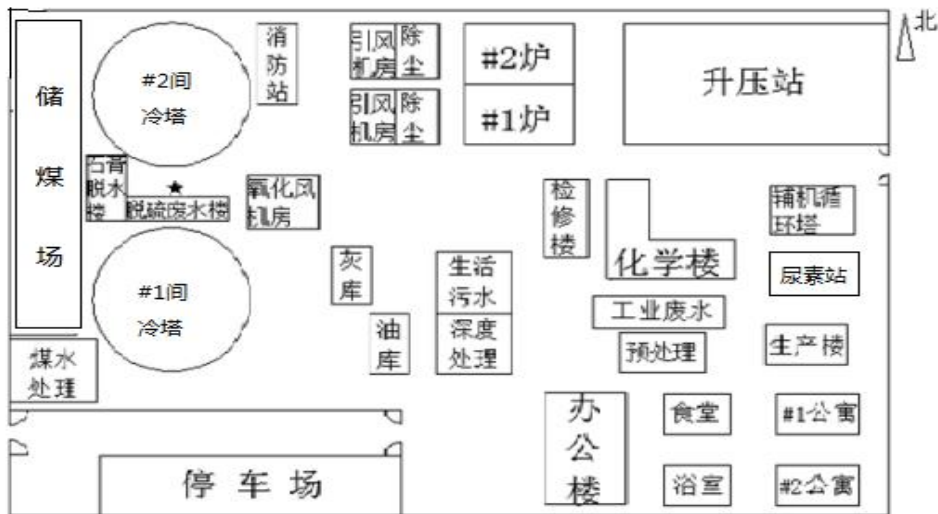 北
储
煤
场
#2间
冷塔
消
防
站
引风
机房
除
尘
引风
机房
除
尘
#2炉
#1炉
升压站
石膏
脱水
楼
★
脱硫废水楼
氧化风
机房
检
修
楼
化学楼
辅机循
环塔
尿素站
#1间
冷塔
灰
库
油
库
生活
污水
深度
处理
工业废水
预处理
生产楼
煤水
处理
停车场
办
公
楼
食堂
#1公寓
浴室
#2公寓